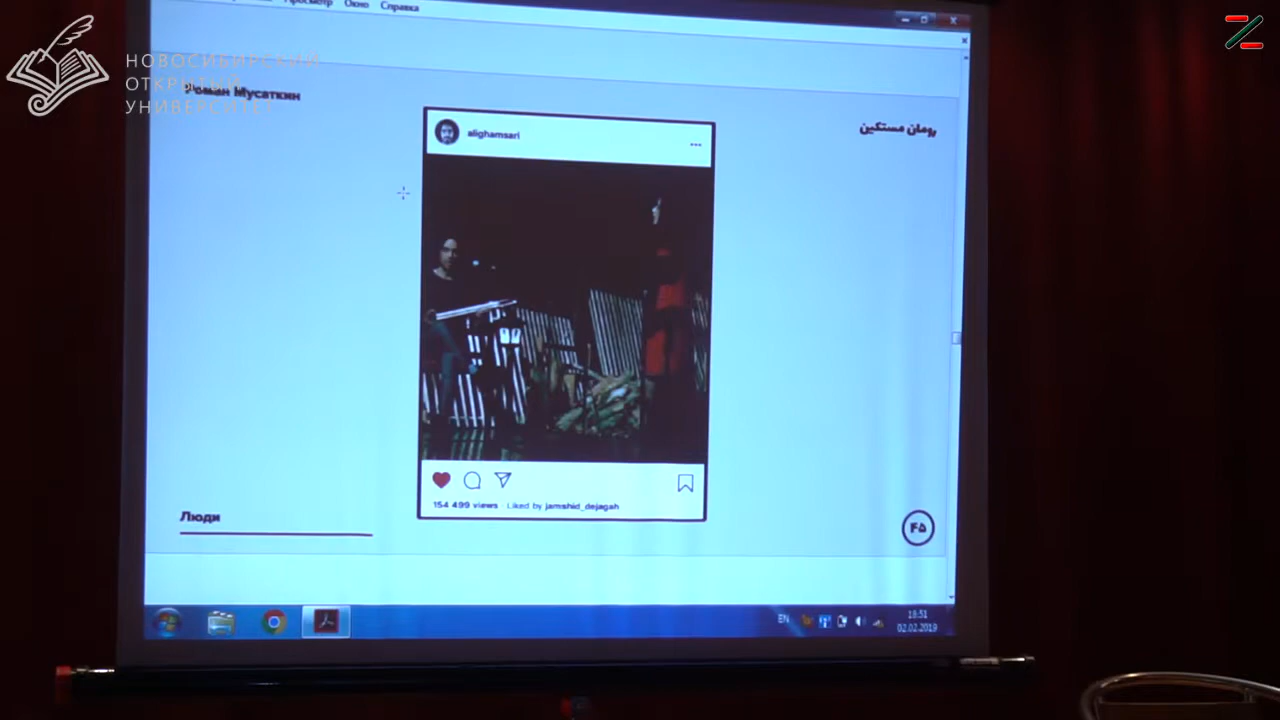 Просмотр Окно Справка
НОВОСИБИРСКИЙ
ОТКРЫТЫЙ
УНИВЕРСИТЕТ
Роман Мусаткин
رومان مستكين
alighamsari
154 499 views · Liked by jamshid_dejagah
Люди
۴۵
EN
18:51
02.02.2019